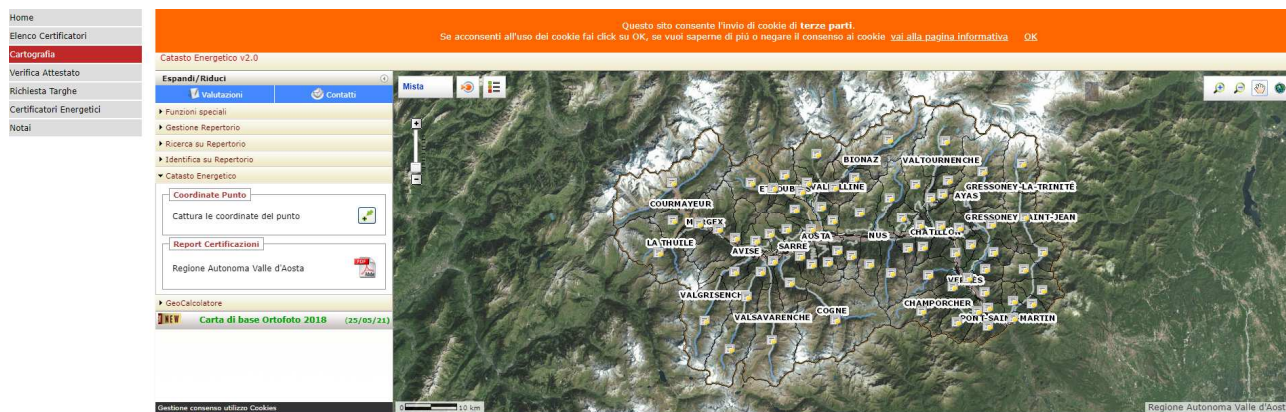 Home
Elenco Certificatori
Cartografia
Verifica Attestato
Richiesta Targhe
Certificatori Energetici
Notai
Questo sito consente l'invio di cookie di terze parti.
Se acconsenti all'uso dei cookie fai click su OK, se vuoi saperne di piú o negare il consenso ai cookie vai alla pagina informativa OK
Catasto Energetico v2.0
Espandi/Riduci
Valutazioni Contatti
Funzioni speciali
Gestione Repertorio
Ricerca su Repertorio
Identifica su Repertorio
Catasto Energetico
Coordinate Punto
Cattura le coordinate del punto
Report Certificazioni
Regione Autonoma Valle d'Aosta
PDF
GeoCalcolatore
NEW Carta di base Ortofoto 2018 (25/05/21)
Gestione consenso utilizzo Cookies
Mista
BIONAZ
VALTOURNENCHE
GRESSONEY-LA-TRINITÉ
AYAS
COURMAYEUR
LA THUILE
AVISE
SARRE
AOSTA
NUS
VALGRISENCHE
VALSAVARENCHE
COGNE
CHAMPORCHER
0 10 km
Regione Autonoma Valle d'Aost